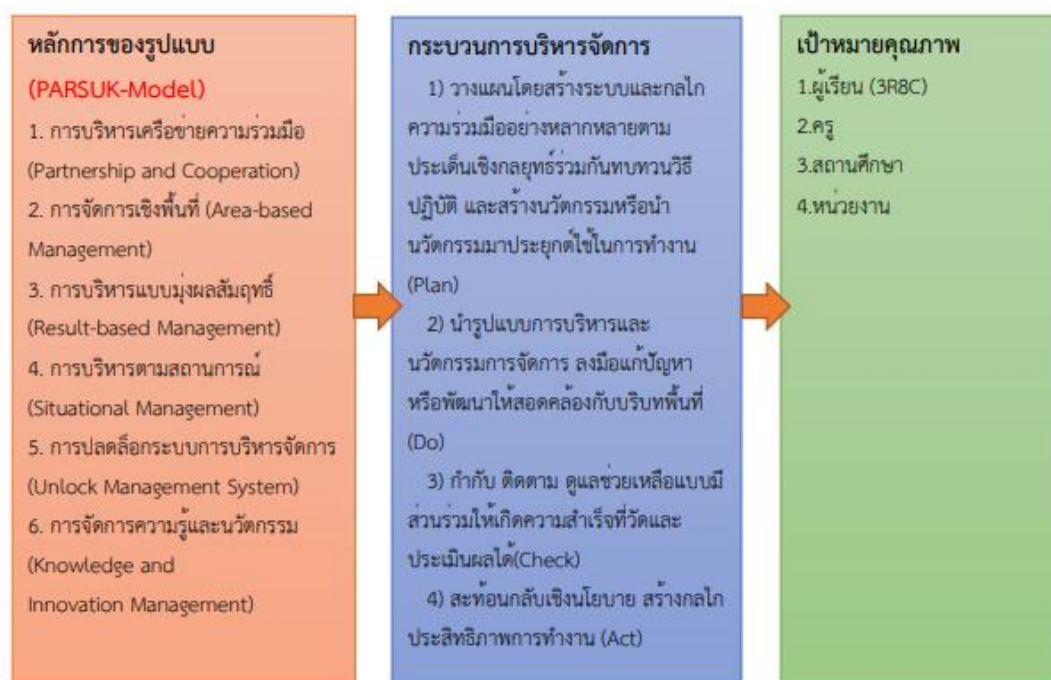 หลักการของรูปแบบ
(PARSUK-Model)
1. การบริหารเครือข่ายความร่วมมือ
(Partnership and Cooperation)
2. การจัดการเชิงพื้นที่ (Area-based
Management)
3. การบริหารแบบมุ่งผลสัมฤทธิ์
(Result-based Management)
4. การบริหารตามสถานการณ์
(Situational Management)
5. การปลดล็อกระบบการบริหารจัดการ
(Unlock Management System)
6. การจัดการความรู้และนวัตกรรม
(Knowledge and
Innovation Management)
กระบวนการบริหารจัดการ
1) วางแผนโดยสร้างระบบและกลไก
ความร่วมมืออย่างหลากหลายตาม
ประเด็นเชิงกลยุทธ์ร่วมกันทบทวนวิธี
ปฏิบัติ และสร้างนวัตกรรมหรือนำ
นวัตกรรมมาประยุกต์ใช้ในการทำงาน
(Plan)
2) นำรูปแบบการบริหารและ
นวัตกรรมการจัดการ ลงมือแก้ปัญหา
หรือพัฒนาให้สอดคล้องกับบริบทพื้นที่
(Do)
3) กำกับ ติดตาม ดูแลช่วยเหลือแบบมี
ส่วนร่วมให้เกิดความสำเร็จที่วัดและ
ประเมินผลได้(Check)
4) สะท้อนกลับเชิงนโยบาย สร้างกลไก
ประสิทธิภาพการทำงาน (Act)
เป้าหมายคุณภาพ
1.ผู้เรียน (3R8C)
2.ครู
3.สถานศึกษา
4.หน่วยงาน